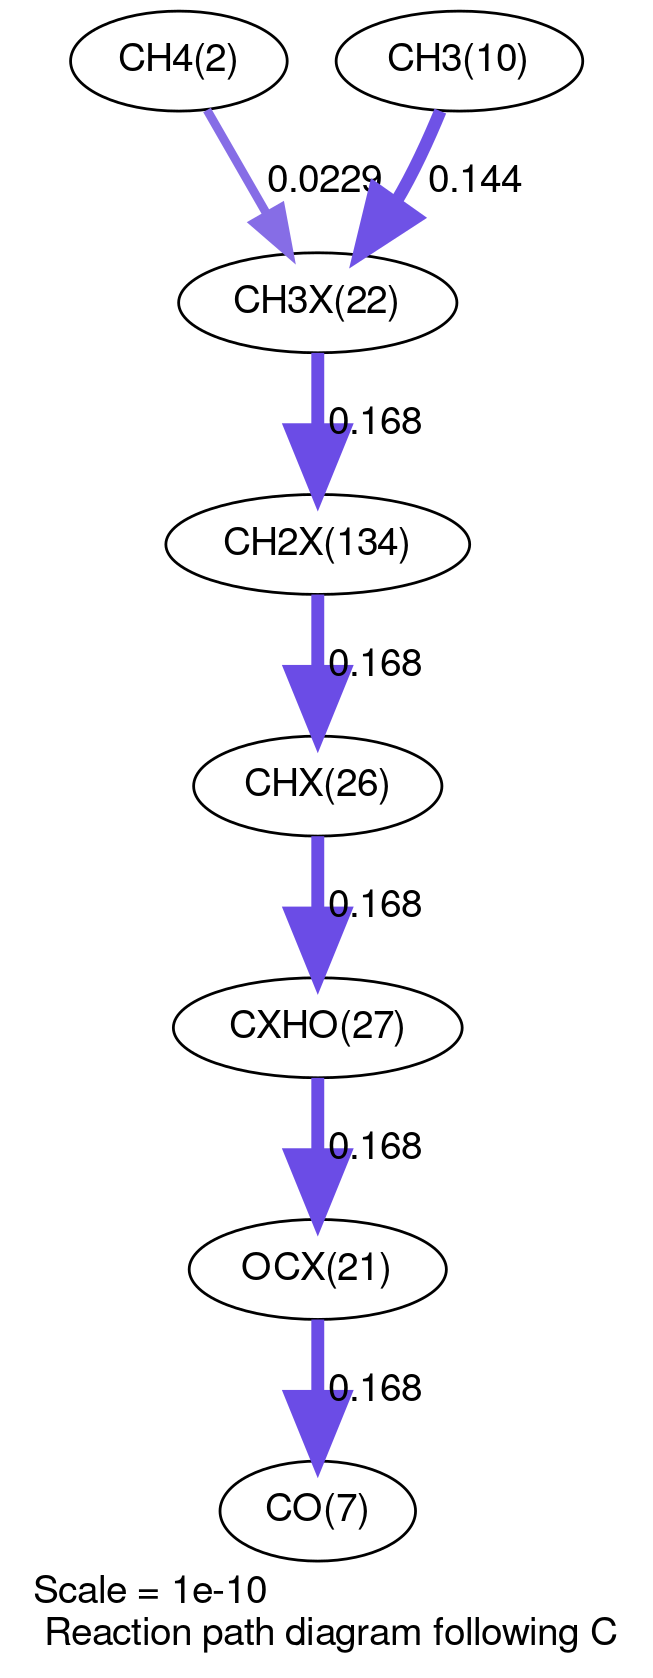 CH4(2)
CH3(10)
0.0229
0.144
CH3X(22)
0.168
CH2X(134)
0.168
CHX(26)
0.168
CXHO(27)
0.168
OCX(21)
0.168
CO(7)
Scale = 1e-10
Reaction path diagram following C